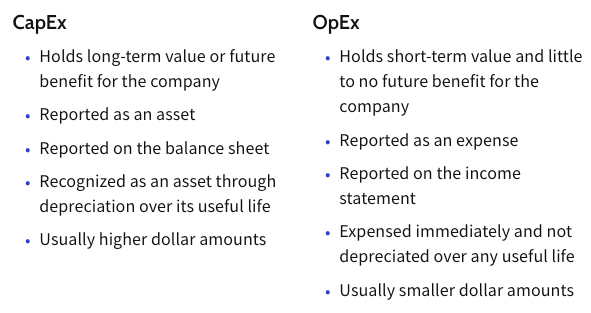 CapEx
• Holds long-term value or future
benefit for the company
• Reported as an asset
• Reported on the balance sheet
• Recognized as an asset through
depreciation over its useful life
• Usually higher dollar amounts
OpEx
• Holds short-term value and little
to no future benefit for the
company
• Reported as an expense
• Reported on the income
statement
• Expensed immediately and not
depreciated over any useful life
• Usually smaller dollar amounts